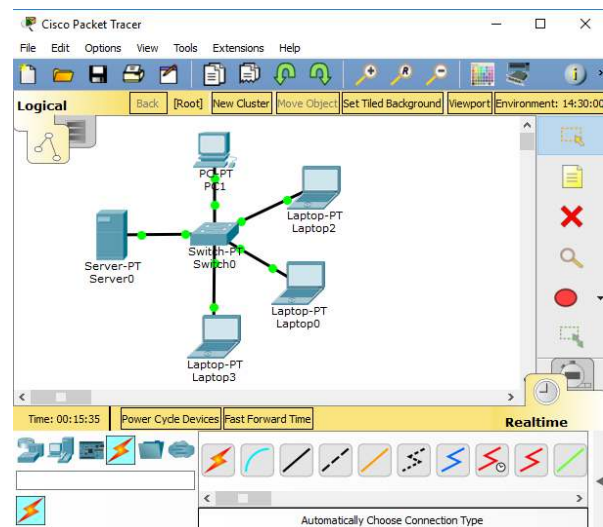 Cisco Packet Tracer
File Edit Options View Tools Extensions Help
Logical Back [Root] New Cluster Move Object Set Tiled Background Viewport Environment: 14:30:00
PC-PT
PC1
Laptop-PT
Laptop2
Server-PT
Server0
Switch-PT
Switch0
Laptop-PT
Laptop0
Laptop-PT
Laptop3
Time: 00:15:35 Power Cycle Devices Fast Forward Time Realtime
Automatically Choose Connection Type